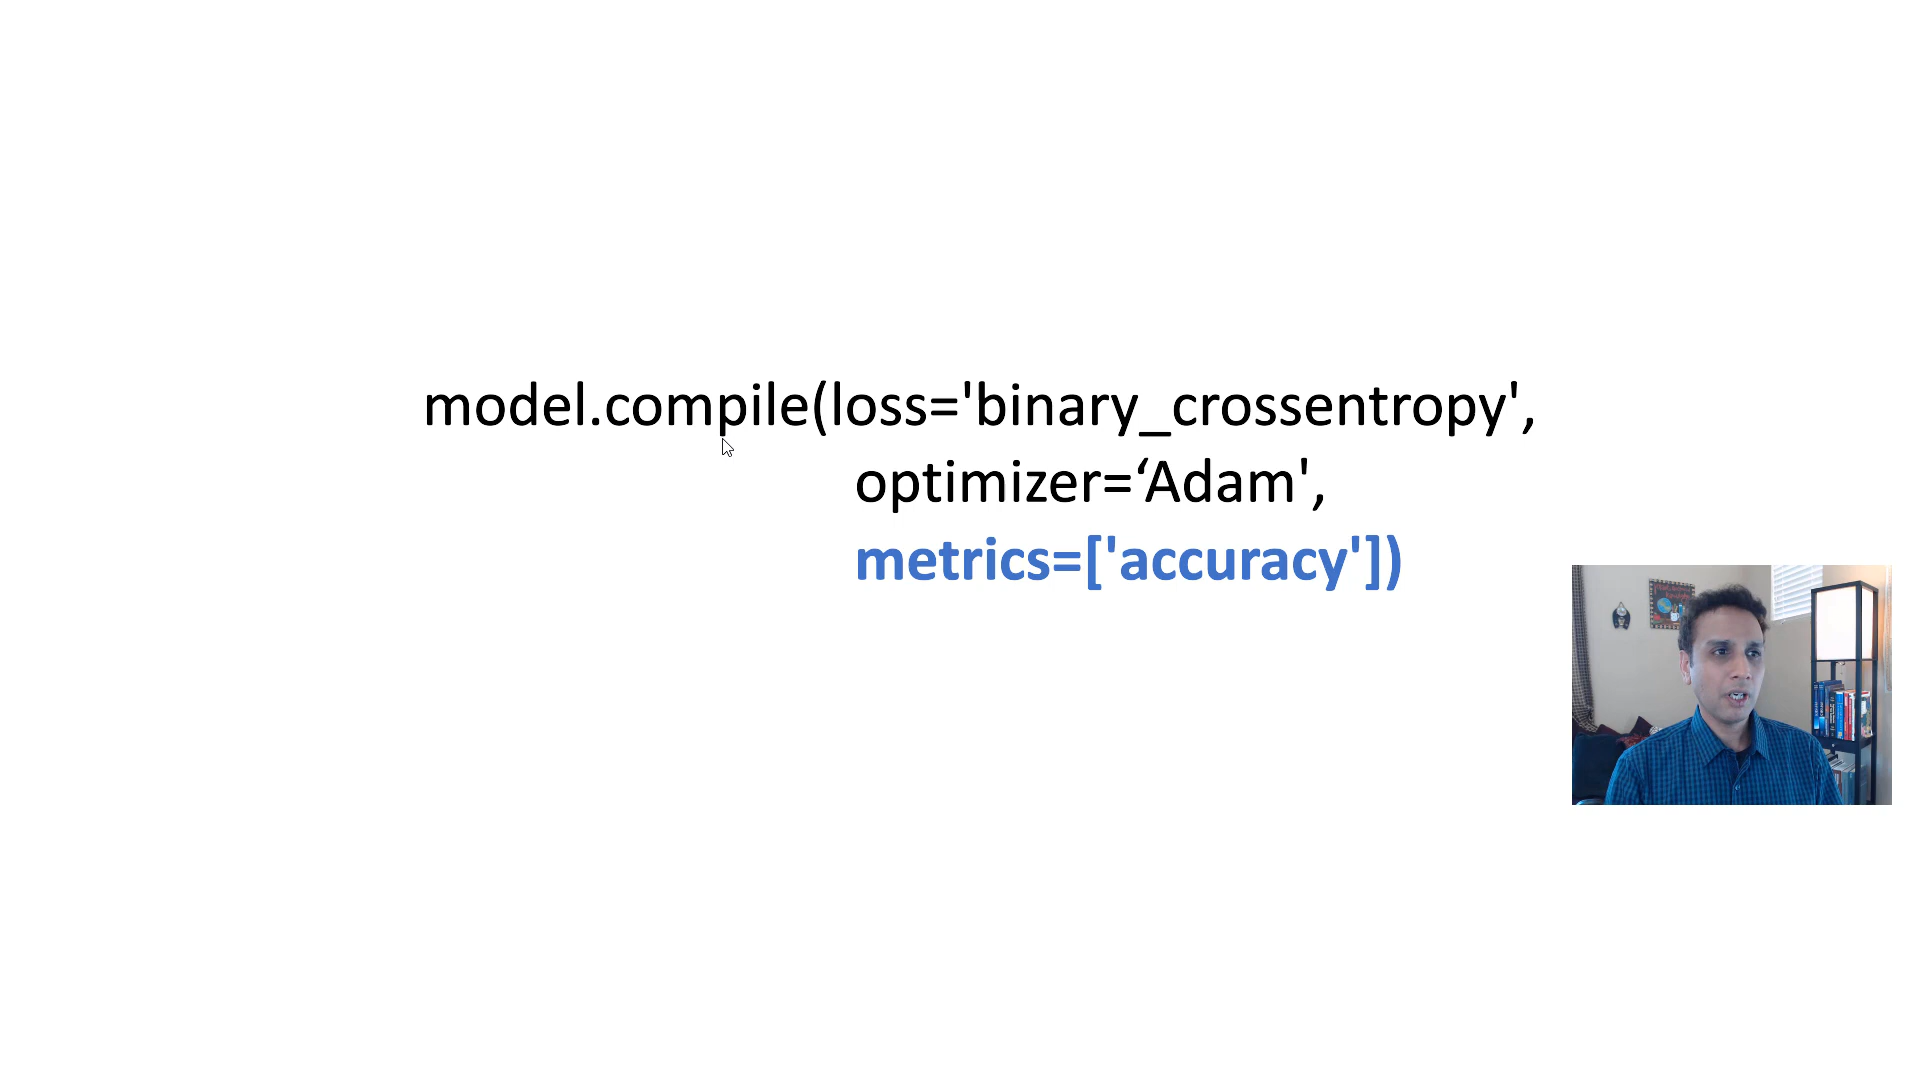 model.compile(loss='binary_crossentropy',
optimizer=‘Adam',
metrics=['accuracy'])